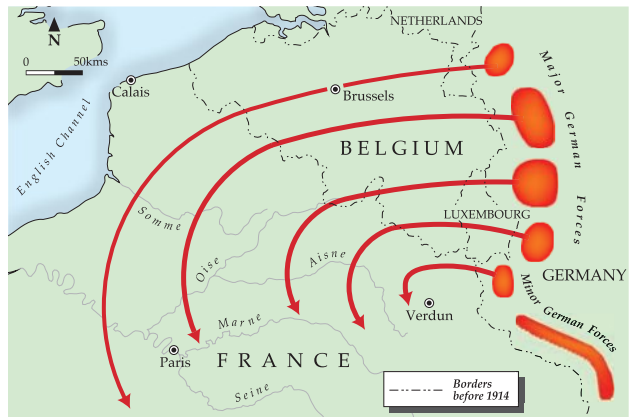 NETHERLANDS
N
0 50kms
Calais
Brussels
English Channel
Major German Forces
BELGIUM
Somme
LUXEMBOURG
Oise
Aisne
GERMANY
Minor German Forces
Verdun
Marne
Paris
FRANCE
Seine
Borders
before 1914